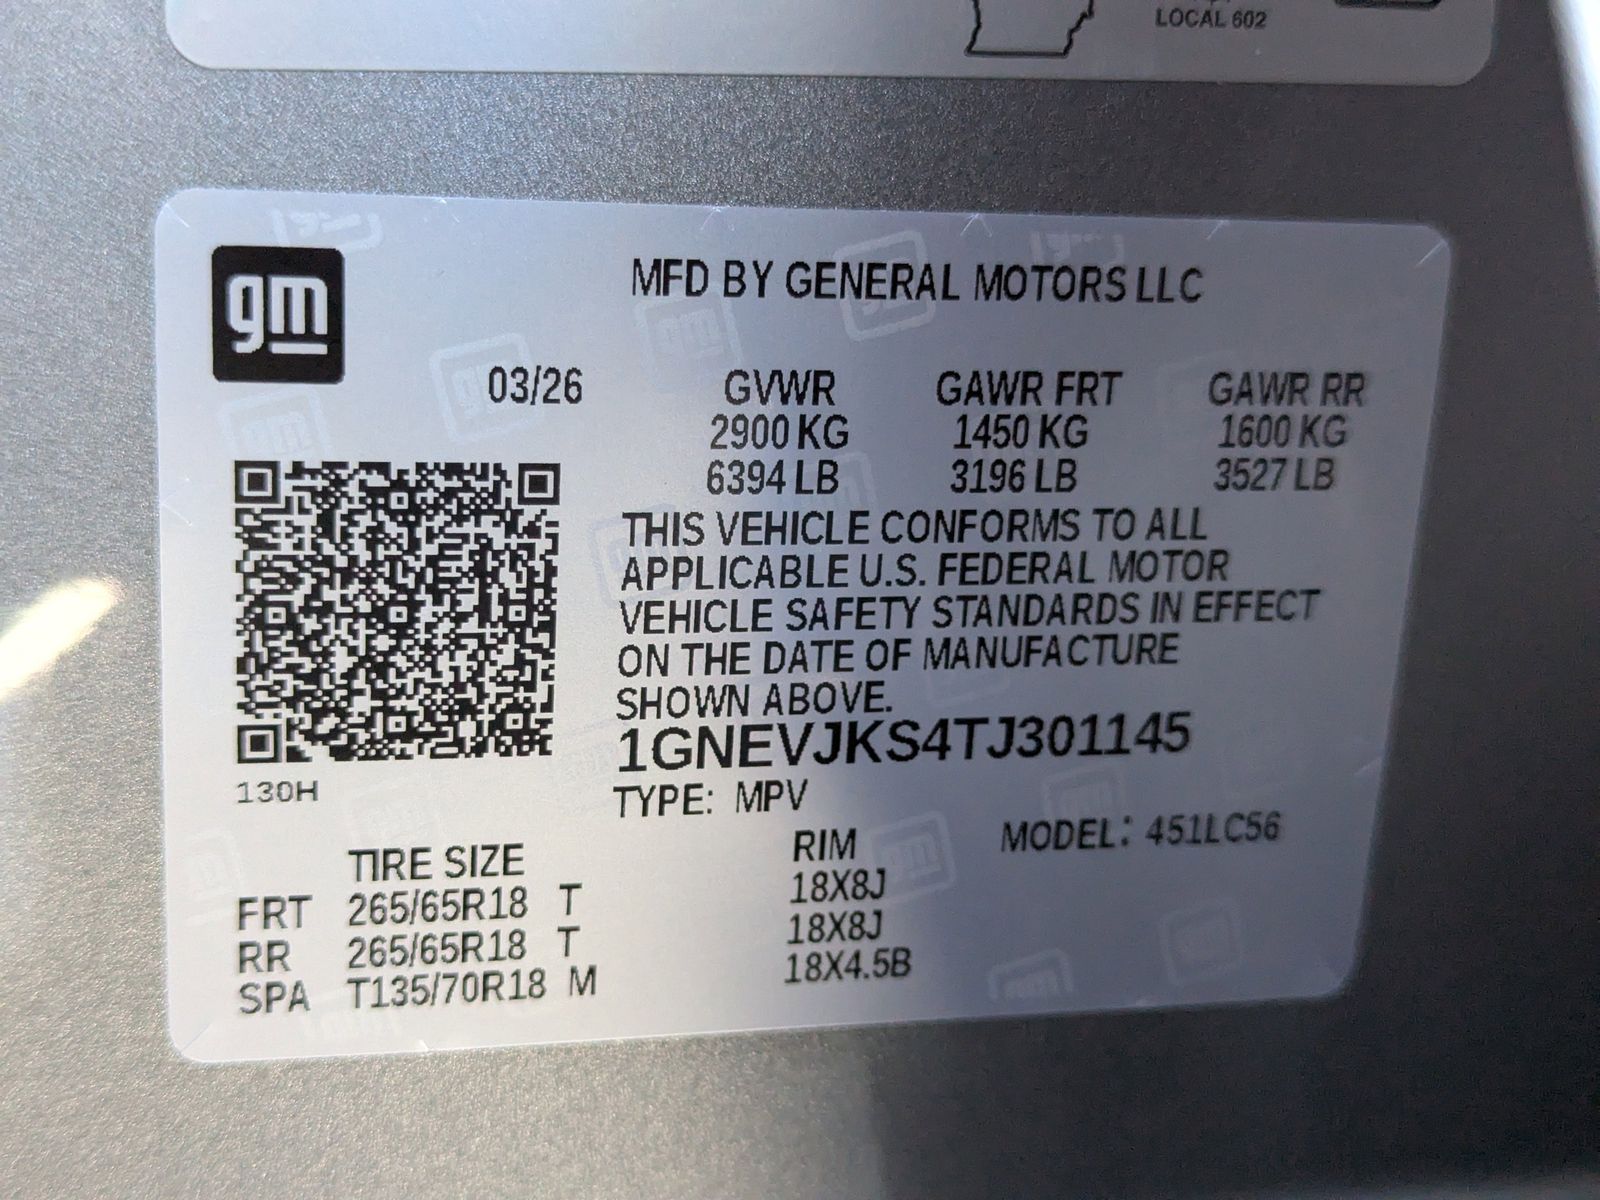 LOCAL 602
gm
MFD BY GENERAL MOTORS LLC
03/26
GVWR GAWR FRT GAWR RR
2900 KG 1450 KG 1600 KG
6394 LB 3196 LB 3527 LB
THIS VEHICLE CONFORMS TO ALL
APPLICABLE U.S. FEDERAL MOTOR
VEHICLE SAFETY STANDARDS IN EFFECT
ON THE DATE OF MANUFACTURE
SHOWN ABOVE.
1GNEVJKS4TJ301145
130H
TYPE: MPV
MODEL: 451LC56
TIRE SIZE RIM
FRT 265/65R18 T 18X8J
RR 265/65R18 T 18X8J
SPA T135/70R18 M 18X4.5B